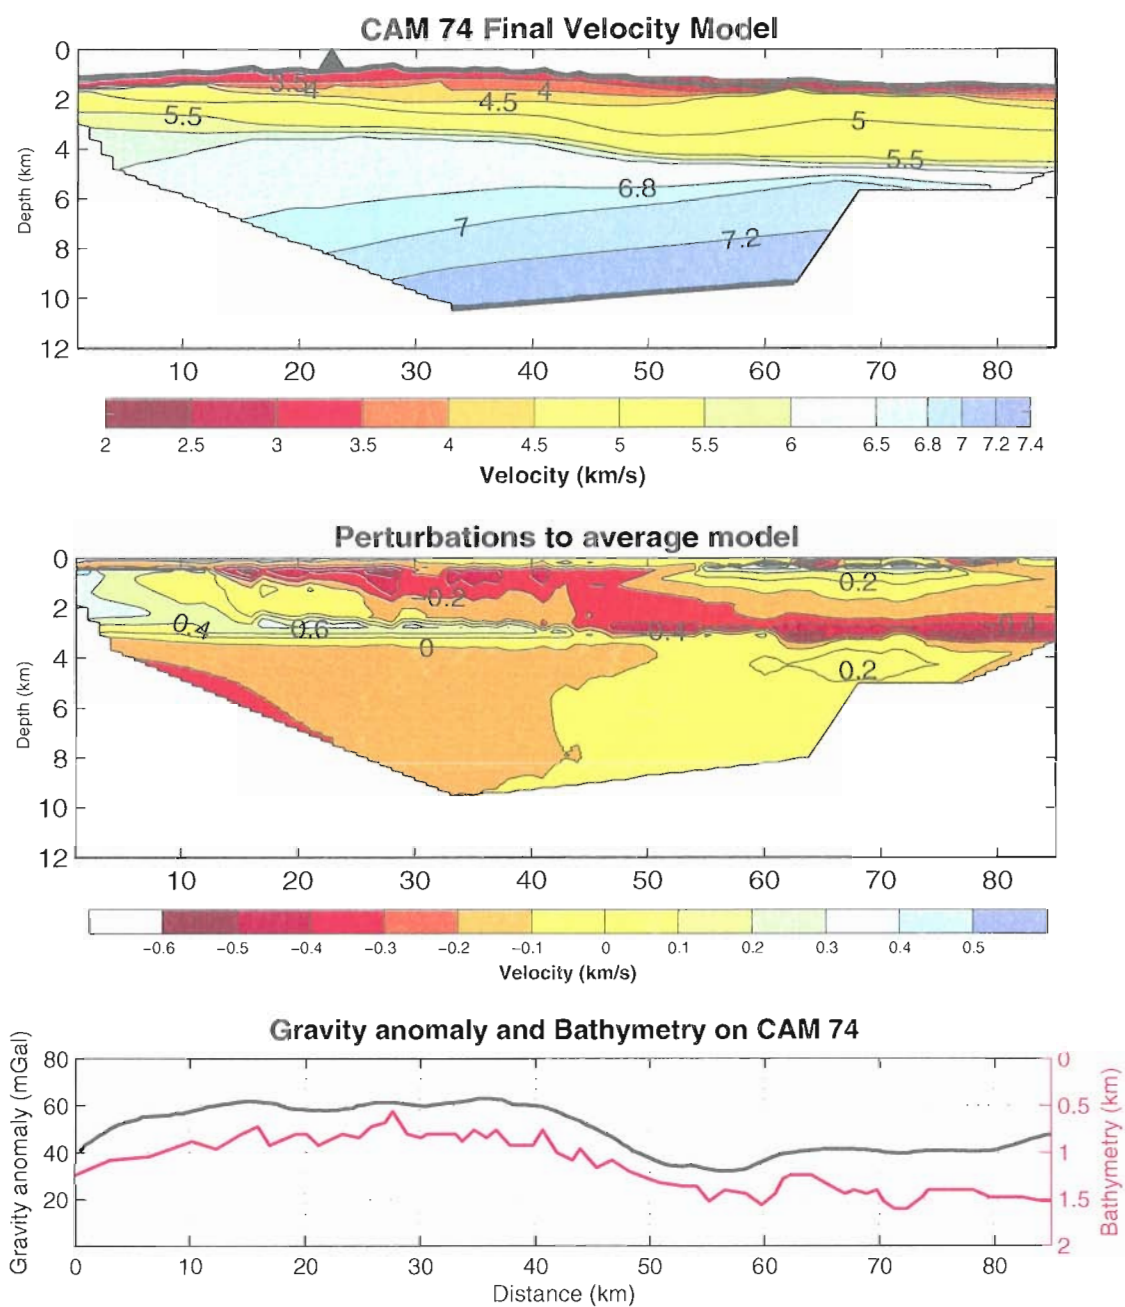 CAM 74 Final Velocity Model
0
2
4
6
8
10
12
Depth (km)
3.5
4
4.5
4
5.5
5
5.5
6.8
7
7.2
10 20 30 40 50 60 70 80
2 2.5 3 3.5 4 4.5 5 5.5 6 6.5 6.8 7 7.2 7.4
Velocity (km/s)
Perturbations to average model
0
2
4
6
8
10
12
Depth (km)
0.2
-0.2
0.4
0.6
-0.4
-0.4
0
0.2
10 20 30 40 50 60 70 80
-0.6 -0.5 -0.4 -0.3 -0.2 -0.1 0 0.1 0.2 0.3 0.4 0.5
Velocity (km/s)
Gravity anomaly and Bathymetry on CAM 74
Gravity anomaly (mGal)
80
60
40
20
0
0.5
1
1.5
2
Bathymetry (km)
0 10 20 30 40 50 60 70 80
Distance (km)